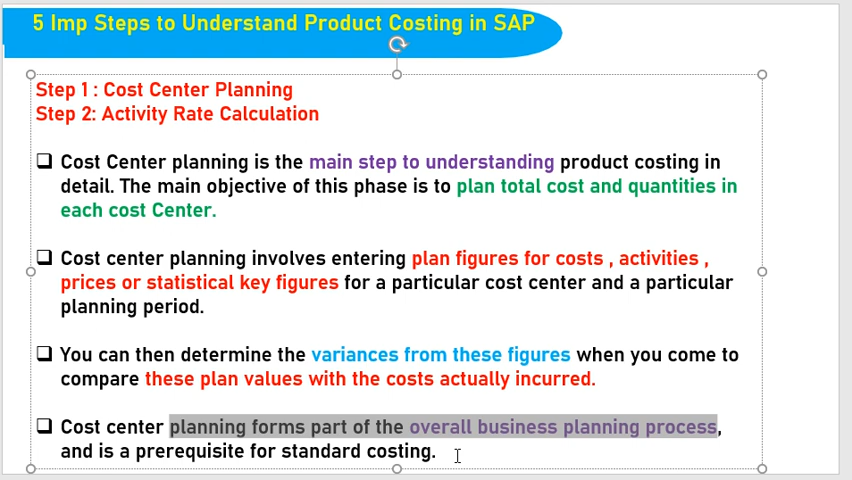 5 Imp Steps to Understand Product Costing in SAP
Step 1 : Cost Center Planning
Step 2: Activity Rate Calculation
Cost Center planning is the main step to understanding product costing in
detail. The main objective of this phase is to plan total cost and quantities in
each cost Center.
Cost center planning involves entering plan figures for costs , activities ,
prices or statistical key figures for a particular cost center and a particular
planning period.
You can then determine the variances from these figures when you come to
compare these plan values with the costs actually incurred.
Cost center planning forms part of the overall business planning process,
and is a prerequisite for standard costing.